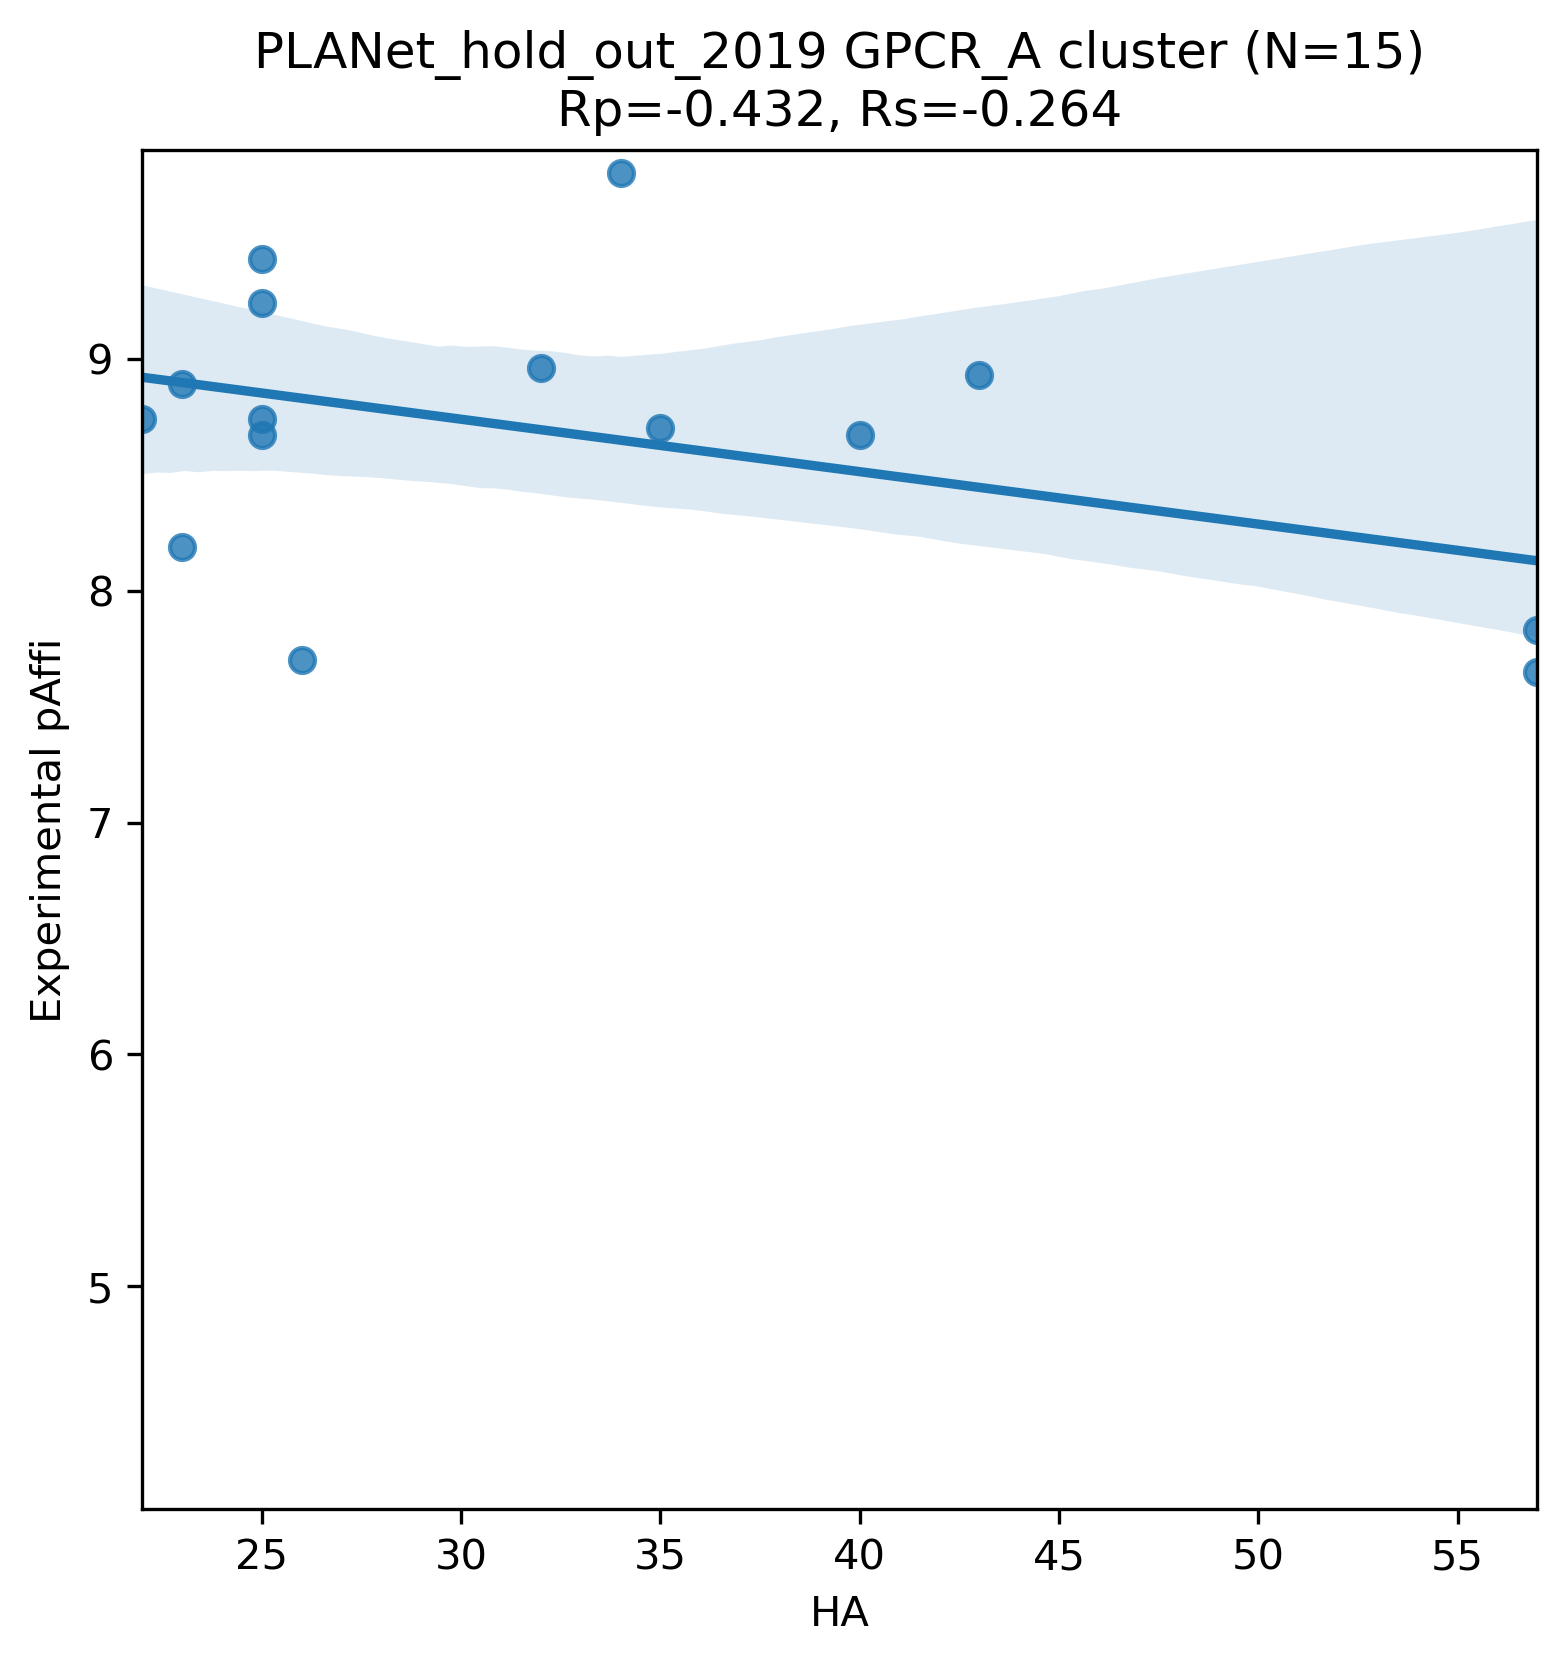 PLANet_hold_out_2019 GPCR_A cluster (N=15)
Rp=-0.432, Rs=-0.264
9
8
7
6
5
Experimental pAffi
25 30 35 40 45 50 55
HA